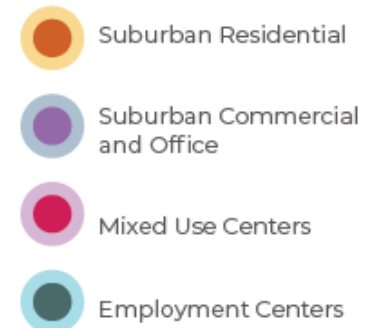 Suburban Residential
Suburban Commercial
and Office
Mixed Use Centers
Employment Centers